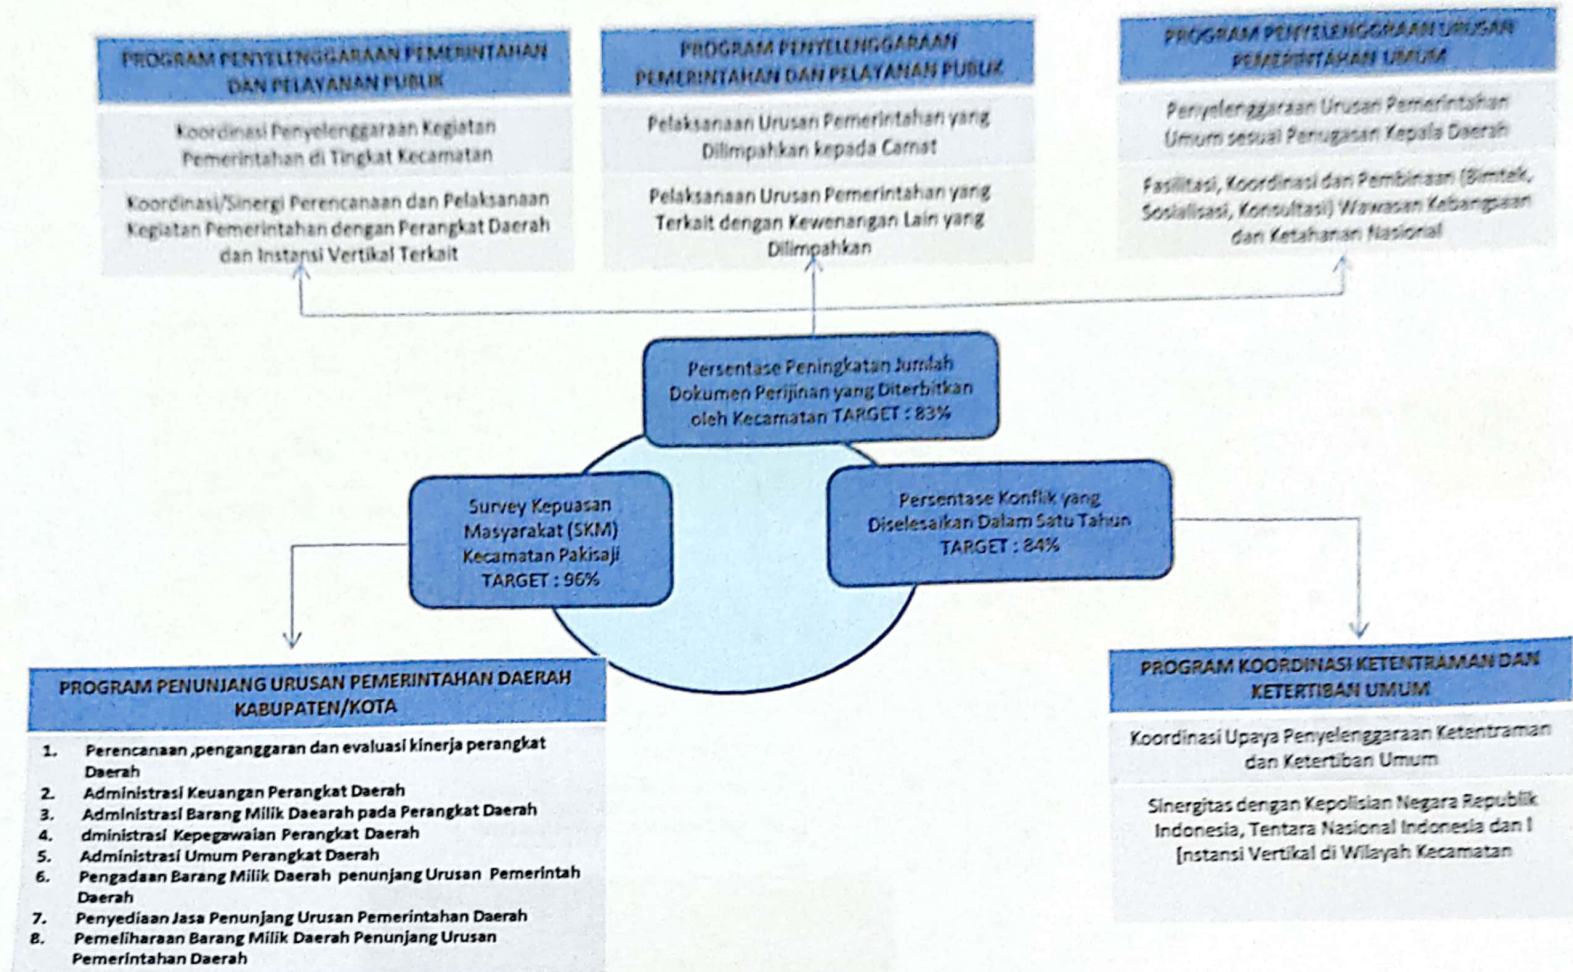 PROGRAM PENYELENGGARAAN PEMERINTAHAN
DAN PELAYANAN PUBLIK
Koordinasi Penyelenggaraan Kegiatan
Pemerintahan di Tingkat Kecamatan
Koordinasi/Sinergi Perencanaan dan Pelaksanaan
Kegiatan Pemerintahan dengan Perangkat Daerah
dan Instansi Vertikal Terkait
PROGRAM PENYELENGGARAAN
PEMERINTAHAN DAN PELAYANAN PUBLIK
Pelaksanaan Urusan Pemerintahan yang
Dilimpahkan kepada Camat
Pelaksanaan Urusan Pemerintahan yang
Terkait dengan Kewenangan Lain yang
Dilimpahkan
PROGRAM PENYELENGGRAAN URUSAN
PEMERINTAHAN UMUM
Penyelenggaraan Urusan Pemerintahan
Umum sesuai Penugasan Kepala Daerah
Fasilitasi, Koordinasi dan Pembinaan (Bimtek,
Sosialisasi, Konsultasi) Wawasan Kebangsaan
dan Ketahanan Nasional
Persentase Peningkatan Jumlah
Dokumen Perijinan yang Diterbitkan
oleh Kecamatan TARGET : 83%
Survey Kepuasan
Masyarakat (SKM)
Kecamatan Pakisaji
TARGET : 96%
Persentase Konflik yang
Diselesaikan Dalam Satu Tahun
TARGET : 84%
PROGRAM PENUNJANG URUSAN PEMERINTAHAN DAERAH
KABUPATEN/KOTA
1. Perencanaan ,penganggaran dan evaluasi kinerja perangkat
Daerah
2. Administrasi Keuangan Perangkat Daerah
3. Administrasi Barang Milik Daearah pada Perangkat Daerah
4. dministrasi Kepegawaian Perangkat Daerah
5. Administrasi Umum Perangkat Daerah
6. Pengadaan Barang Milik Daerah penunjang Urusan Pemerintah
Daerah
7. Penyediaan Jasa Penunjang Urusan Pemerintahan Daerah
8. Pemeliharaan Barang Milik Daerah Penunjang Urusan
Pemerintahan Daerah
PROGRAM KOORDINASI KETENTRAMAN DAN
KETERTIBAN UMUM
Koordinasi Upaya Penyelenggaraan Ketentraman
dan Ketertiban Umum
Sinergitas dengan Kepolisian Negara Republik
Indonesia, Tentara Nasional Indonesia dan I
[nstansi Vertikal di Wilayah Kecamatan